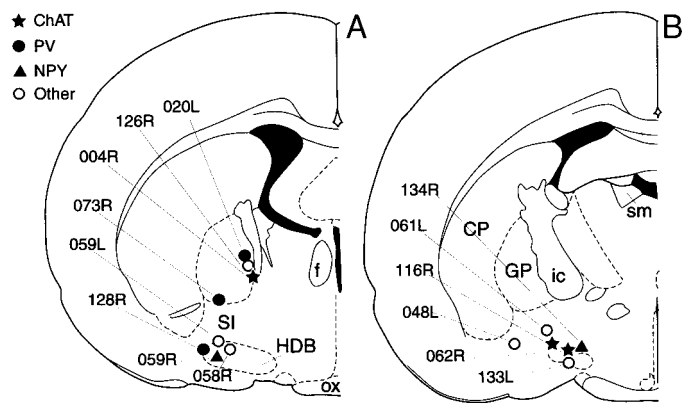 ChAT
PV
NPY
Other
A
020L
126R
004R
073R
059L
128R
059R
058R
SI
HDB
f
ox
B
134R
061L
116R
048L
062R
133L
CP
GP
ic
sm